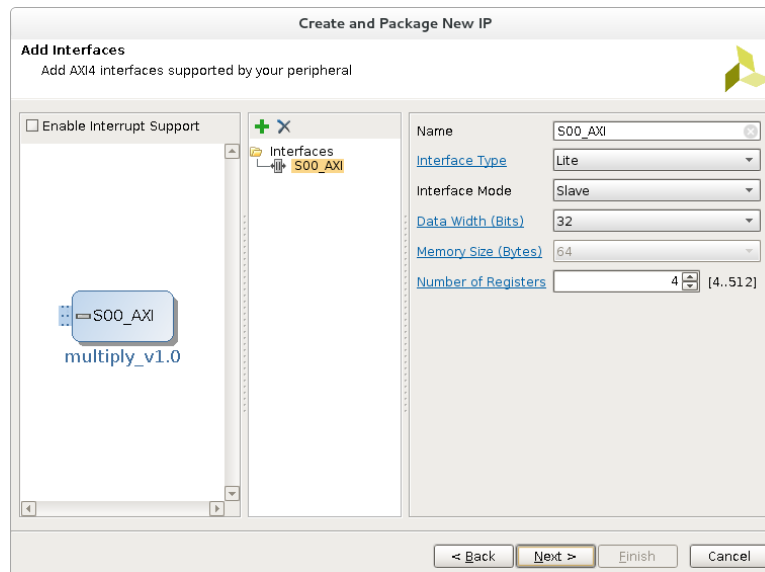 Create and Package New IP
Add Interfaces
Add AXI4 interfaces supported by your peripheral
Enable Interrupt Support
S00_AXI
multiply_v1.0
Interfaces
S00_AXI
Name S00_AXI
Interface Type Lite
Interface Mode Slave
Data Width (Bits) 32
Memory Size (Bytes) 64
Number of Registers 4 [4..512]
< Back Next > Finish Cancel